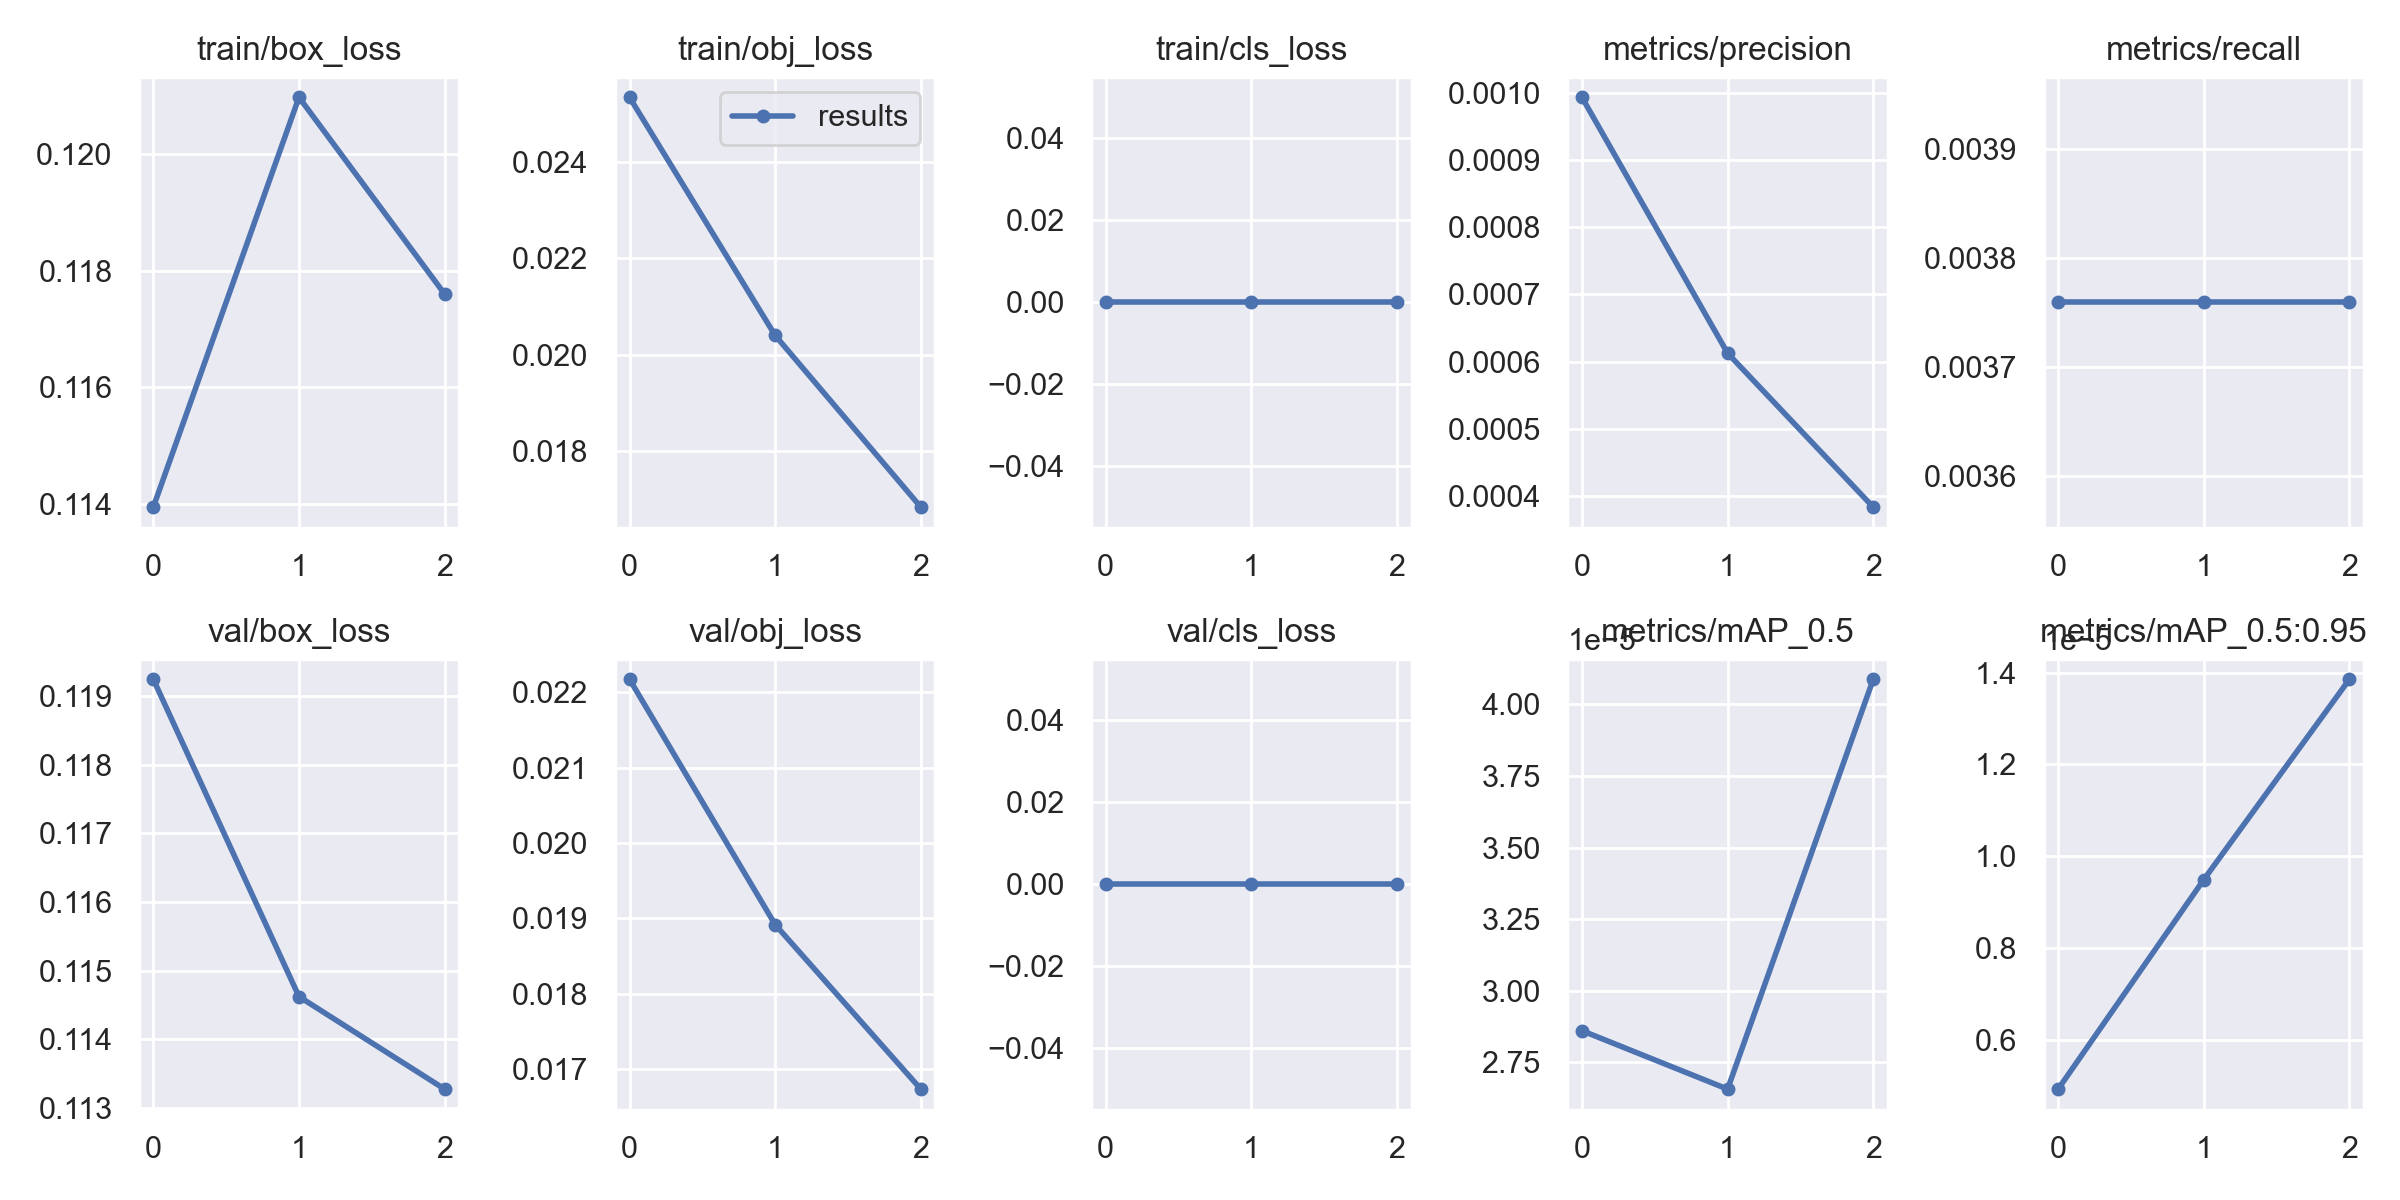 train/box_loss
0.120
0.118
0.116
0.114
0 1 2
train/obj_loss
results
0.024
0.022
0.020
0.018
0 1 2
train/cls_loss
0.04
0.02
0.00
−0.02
−0.04
0 1 2
metrics/precision
0.0010
0.0009
0.0008
0.0007
0.0006
0.0005
0.0004
0 1 2
metrics/recall
0.0039
0.0038
0.0037
0.0036
0 1 2
val/box_loss
0.119
0.118
0.117
0.116
0.115
0.114
0.113
0 1 2
val/obj_loss
0.022
0.021
0.020
0.019
0.018
0.017
0 1 2
val/cls_loss
0.04
0.02
0.00
−0.02
−0.04
0 1 2
metrics/mAP_0.5
1e−5
4.00
3.75
3.50
3.25
3.00
2.75
0 1 2
metrics/mAP_0.5:0.95
1e−5
1.4
1.2
1.0
0.8
0.6
0 1 2